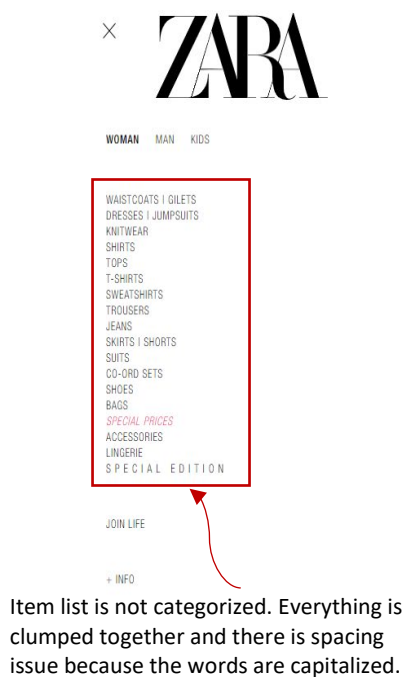 ZARA
WOMAN MAN KIDS
WAISTCOATS | GILETS
DRESSES | JUMPSUITS
KNITWEAR
SHIRTS
TOPS
T-SHIRTS
SWEATSHIRTS
TROUSERS
JEANS
SKIRTS | SHORTS
SUITS
CO-ORD SETS
SHOES
BAGS
SPECIAL PRICES
ACCESSORIES
LINGERIE
SPECIAL EDITION
JOIN LIFE
+ INFO
Item list is not categorized. Everything is
clumped together and there is spacing
issue because the words are capitalized.